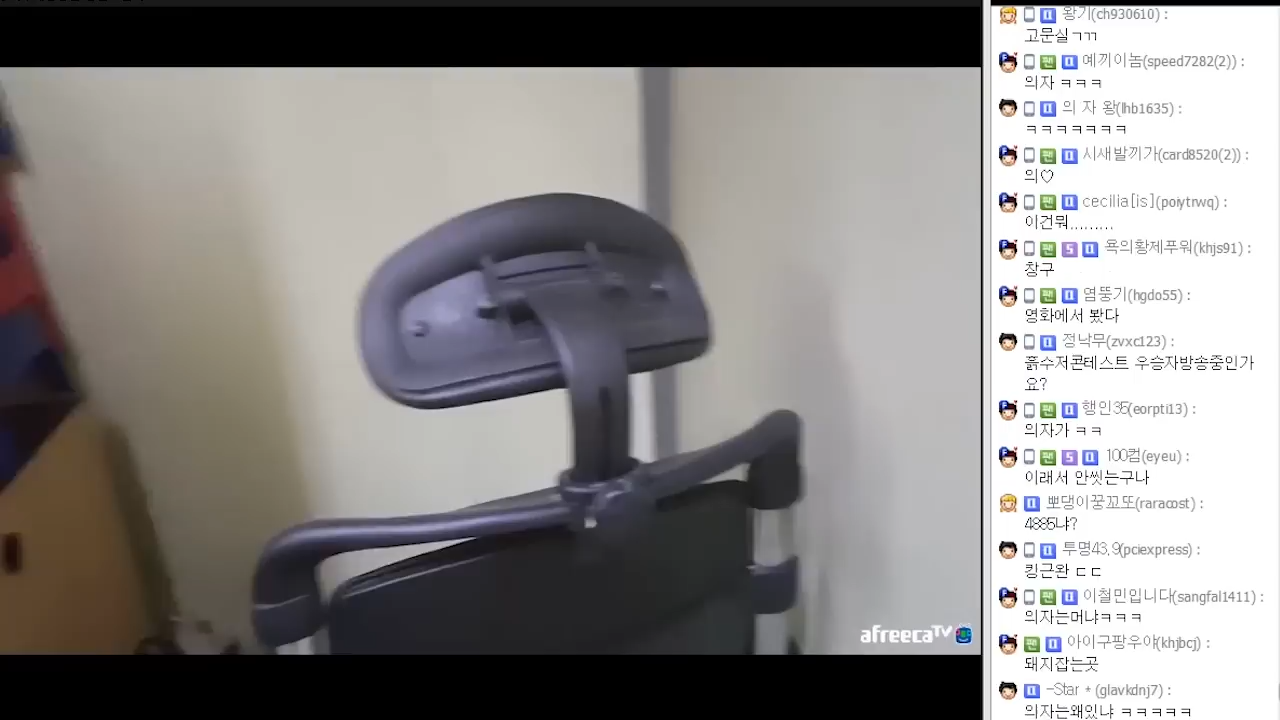 afreecaTV
왕기(ch930610) :
고문실ㄱㄲ
예끼이놈(speed7282(2)) :
의자 ㅋㅋㅋ
의 자 왕(lhb1635) :
ㅋㅋㅋㅋㅋㅋㅋ
시새발끼가(card8520(2)) :
의♡
cecilia[is](poiytrwq) :
이건뭐.........
욕의황제푸워(khjs91) :
창구
염뚱기(hgdo55) :
영화에서 봤다
정낙무(zvxc123) :
흙수저콘테스트 우승자방송중인가
요?
행인35(eorpti13) :
의자가 ㅋㅋ
100컴(eyeu) :
이래서 안씻는구나
뽀댕이꿍꼬또(raracost) :
4885냐?
투명43.9(pciexpress) :
킹근완 ㄷㄷ
이철민입니다(sangfal1411) :
의자는머냐ㅋㅋㅋ
아이구팡우야(khjbcj) :
돼지잡는곳
-Star *(glavkdnj7) :
의자는왜있냐 ㅋㅋㅋㅋㅋ